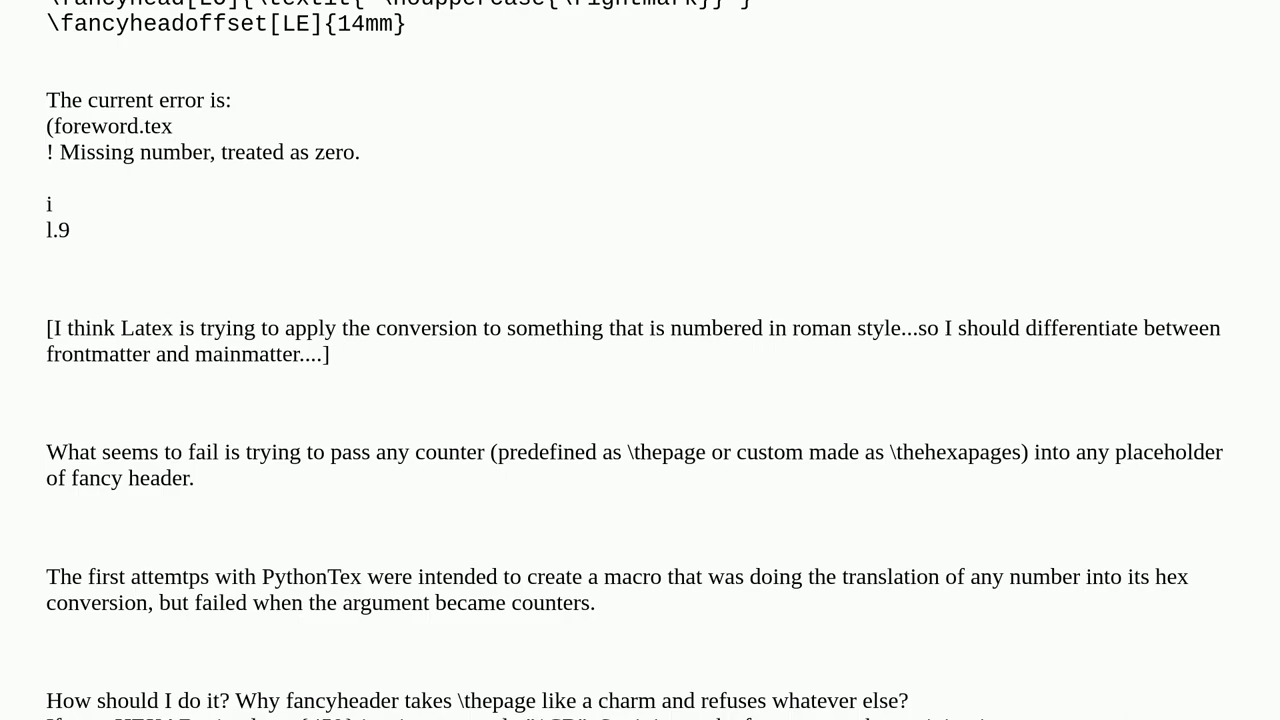 \fancyhead[LO]{\textit{ \nouppercase{\rightmark}} }
\fancyheadoffset[LE]{14mm}
The current error is:
(foreword.tex
! Missing number, treated as zero.
i
l.9
[I think Latex is trying to apply the conversion to something that is numbered in roman style...so I should differentiate between
frontmatter and mainmatter....]
What seems to fail is trying to pass any counter (predefined as \thepage or custom made as \thehexapages) into any placeholder
of fancy header.
The first attemtps with PythonTex were intended to create a macro that was doing the translation of any number into its hex
conversion, but failed when the argument became counters.
How should I do it? Why fancyheader takes \thepage like a charm and refuses whatever else?